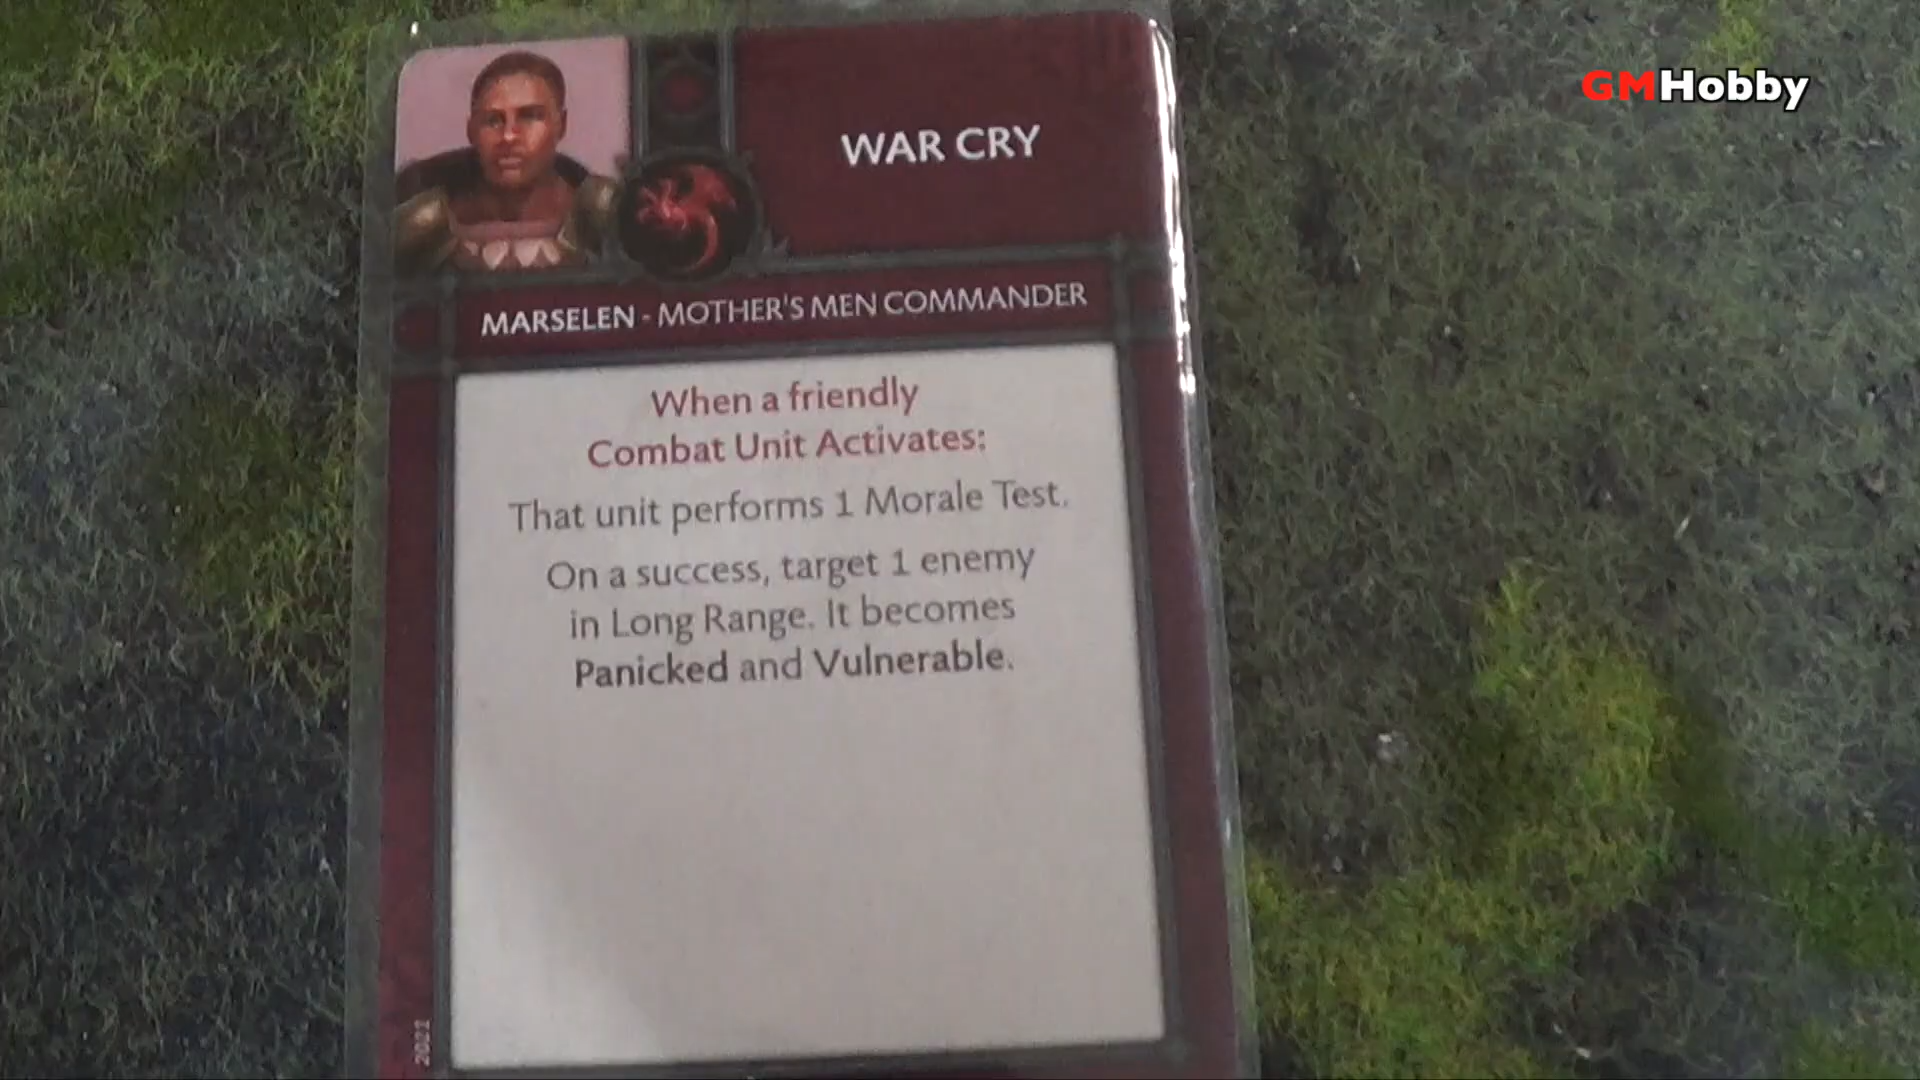 GMHobby
WAR CRY
MARSELEN - MOTHER'S MEN COMMANDER
When a friendly
Combat Unit Activates:
That unit performs 1 Morale Test.
On a success, target 1 enemy
in Long Range. It becomes
Panicked and Vulnerable.
2021